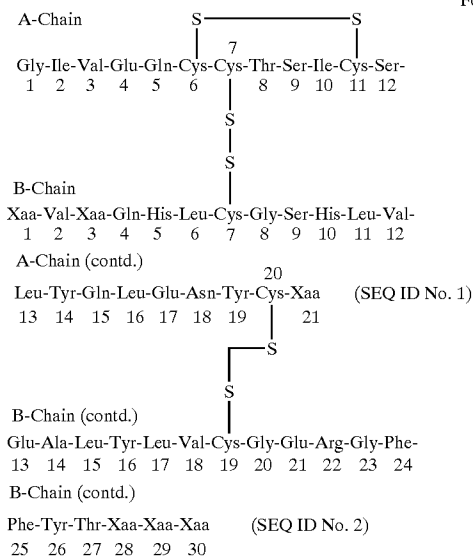 Fo
A-Chain S S
7
Gly-Ile-Val-Glu-Gln-Cys-Cys-Thr-Ser-Ile-Cys-Ser-
1 2 3 4 5 6 8 9 10 11 12
S
S
B-Chain
Xaa-Val-Xaa-Gln-His-Leu-Cys-Gly-Ser-His-Leu-Val-
1 2 3 4 5 6 7 8 9 10 11 12
A-Chain (contd.)
20
Leu-Tyr-Gln-Leu-Glu-Asn-Tyr-Cys-Xaa (SEQ ID No. 1)
13 14 15 16 17 18 19 21
S
S
B-Chain (contd.)
Glu-Ala-Leu-Tyr-Leu-Val-Cys-Gly-Glu-Arg-Gly-Phe-
13 14 15 16 17 18 19 20 21 22 23 24
B-Chain (contd.)
Phe-Tyr-Thr-Xaa-Xaa-Xaa (SEQ ID No. 2)
25 26 27 28 29 30